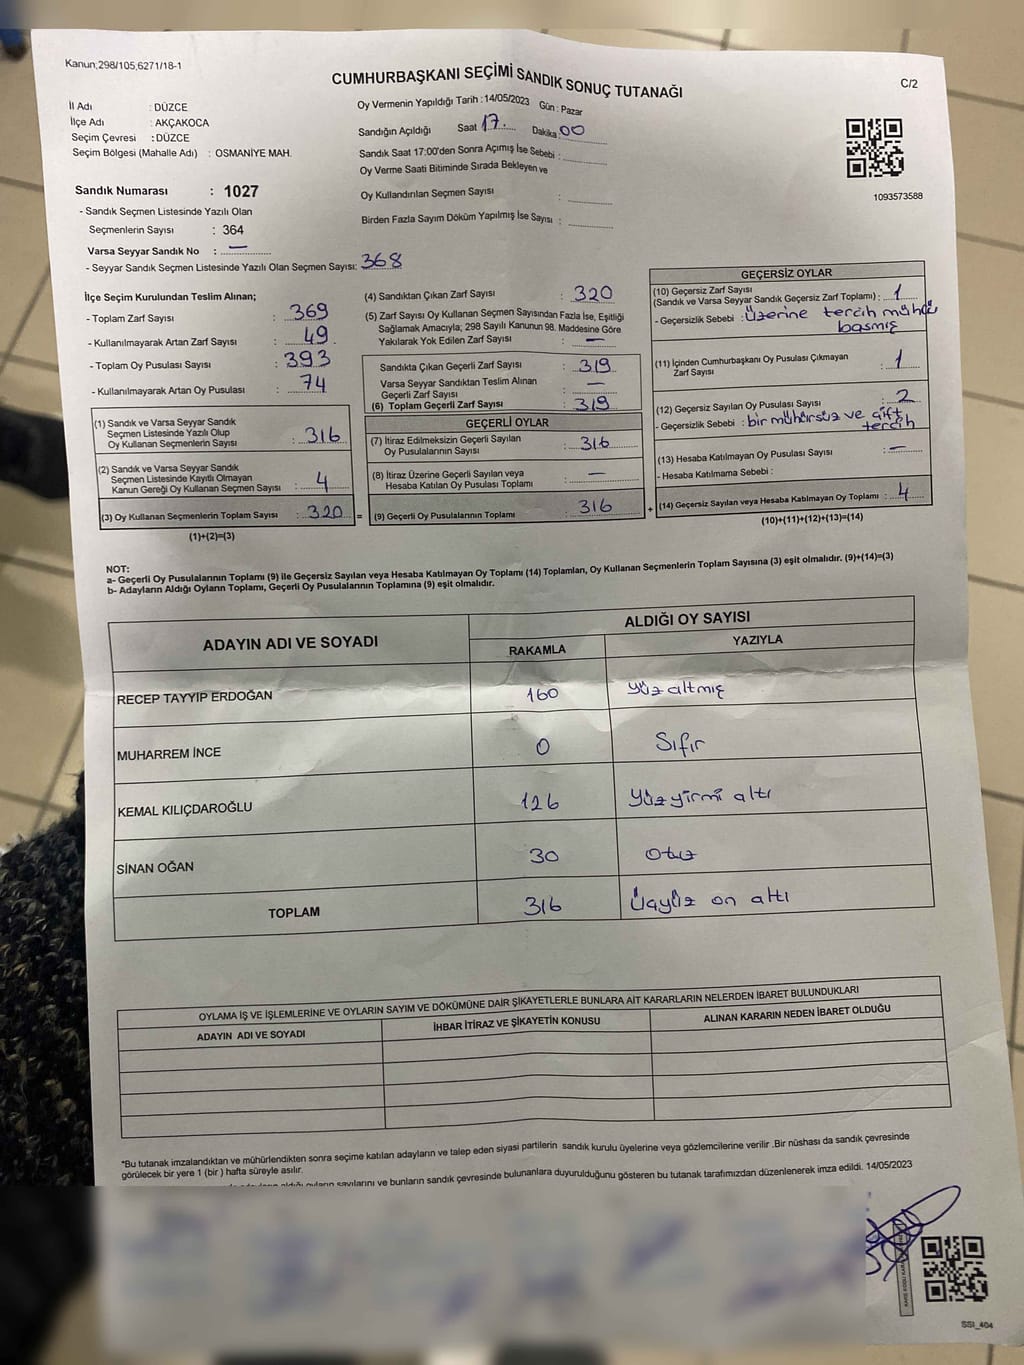 Kanun;298/105,6271/18-1
CUMHURBAŞKANI SEÇİMİ SANDIK SONUÇ TUTANAĞI
C/2
İl Adı : DÜZCE
İlçe Adı : AKÇAKOCA
Seçim Çevresi : DÜZCE
Seçim Bölgesi (Mahalle Adı) : OSMANİYE MAH.
Oy Vermenin Yapıldığı Tarih : 14/05/2023 Gün : Pazar
Sandığın Açıldığı Saat 17. Dakika 00
Sandık Saat 17:00'den Sonra Açımış İse Sebebi :
Oy Verme Saati Bitiminde Sırada Bekleyen ve
Oy Kullandırılan Seçmen Sayısı :
Birden Fazla Sayım Döküm Yapılmış İse Sayısı :
1093573588
Sandık Numarası : 1027
- Sandık Seçmen Listesinde Yazılı Olan
Seçmenlerin Sayısı : 364
Varsa Seyyar Sandık No : —
- Seyyar Sandık Seçmen Listesinde Yazılı Olan Seçmen Sayısı: 368
İlçe Seçim Kurulundan Teslim Alınan;
- Toplam Zarf Sayısı : 369
- Kullanılmayarak Artan Zarf Sayısı : 49
- Toplam Oy Pusulası Sayısı : 393
- Kullanılmayarak Artan Oy Pusulası : 74
(1) Sandık ve Varsa Seyyar Sandık
Seçmen Listesinde Yazılı Olup
Oy Kullanan Seçmenlerin Sayısı : 316
(2) Sandık ve Varsa Seyyar Sandık
Seçmen Listesinde Kayıtlı Olmayan
Kanun Gereği Oy Kullanan Seçmen Sayısı : 4
(3) Oy Kullanan Seçmenlerin Toplam Sayısı : 320 =
(1)+(2)=(3)
(4) Sandıktan Çıkan Zarf Sayısı : 320
(5) Zarf Sayısı Oy Kullanan Seçmen Sayısından Fazla İse, Eşitliği
Sağlamak Amacıyla; 298 Sayılı Kanunun 98. Maddesine Göre
Yakılarak Yok Edilen Zarf Sayısı : —
Sandıkta Çıkan Geçerli Zarf Sayısı : 319
Varsa Seyyar Sandıktan Teslim Alınan
Geçerli Zarf Sayısı : —
(6) Toplam Geçerli Zarf Sayısı : 319
GEÇERLİ OYLAR
(7) İtiraz Edilmeksizin Geçerli Sayılan
Oy Pusulalarının Sayısı : 316
(8) İtiraz Üzerine Geçerli Sayılan veya
Hesaba Katılan Oy Pusulası Toplamı : —
(9) Geçerli Oy Pusulalarının Toplamı : 316 +
GEÇERSİZ OYLAR
(10) Geçersiz Zarf Sayısı
(Sandık ve Varsa Seyyar Sandık Geçersiz Zarf Toplamı) : 1
- Geçersizlik Sebebi : Üzerine tercih mühü
basmış
(11) İçinden Cumhurbaşkanı Oy Pusulası Çıkmayan
Zarf Sayısı : 1
(12) Geçersiz Sayılan Oy Pusulası Sayısı : 2
- Geçersizlik Sebebi : bir mühürsüz ve çift
tercih
(13) Hesaba Katılmayan Oy Pusulası Sayısı : —
- Hesaba Katılmama Sebebi :
(14) Geçersiz Sayılan veya Hesaba Katılmayan Oy Toplamı : 4
(10)+(11)+(12)+(13)=(14)
NOT:
a- Geçerli Oy Pusulalarının Toplamı (9) ile Geçersiz Sayılan veya Hesaba Katılmayan Oy Toplamı (14) Toplamları, Oy Kullanan Seçmenlerin Toplam Sayısına (3) eşit olmalıdır. (9)+(14)=(3)
b- Adayların Aldığı Oyların Toplamı, Geçerli Oy Pusulalarının Toplamına (9) eşit olmalıdır.
ADAYIN ADI VE SOYADI ALDIĞI OY SAYISI
RAKAMLA YAZIYLA
RECEP TAYYIP ERDOĞAN 160 Yüz altmış
MUHARREM İNCE 0 Sıfır
KEMAL KILIÇDAROĞLU 126 Yüz yirmi altı
SİNAN OĞAN 30 Otuz
TOPLAM 316 Üçyüz on altı
OYLAMA İŞ VE İŞLEMLERİNE VE OYLARIN SAYIM VE DÖKÜMÜNE DAİR ŞİKAYETLERLE BUNLARA AİT KARARLARIN NELERDEN İBARET BULUNDUKLARI
ADAYIN ADI VE SOYADI İHBAR İTİRAZ VE ŞİKAYETİN KONUSU ALINAN KARARIN NEDEN İBARET OLDUĞU
*Bu tutanak imzalandıktan ve mühürlendikten sonra seçime katılan adayların ve talep eden siyasi partilerin sandık kurulu üyelerine veya gözlemcilerine verilir .Bir nüshası da sandık çevresinde
görülecek bir yere 1 (bir ) hafta süreyle asılır.
oyların sayılarını ve bunların sandık çevresinde bulunanlara duyurulduğunu gösteren bu tutanak tarafımızdan düzenlenerek imza edildi. 14/05/2023
SSI_404